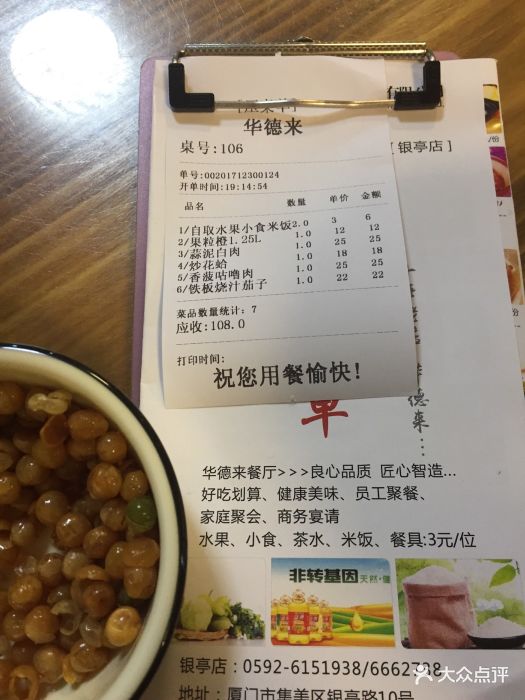 华德来
桌号:106
[银亭店]
单号:00201712300124
开单时间:19:14:54
品名 数量 单价 金额
1/自取水果小食米饭2.0 3 6
2/果粒橙1.25L 1.0 12 12
3/蒜泥白肉 1.0 25 25
4/炒花蛤 1.0 18 18
5/香菠咕噜肉 1.0 25 25
6/铁板烧汁茄子 1.0 22 22
菜品数量统计:7
应收:108.0
打印时间:
祝您用餐愉快!
单
德来...
华德来餐厅>>>良心品质 匠心智造...
好吃划算、健康美味、员工聚餐、
家庭聚会、商务宴请
水果、小食、茶水、米饭、餐具:3元/位
非转基因 天然·健
银亭店:0592-6151938/6662798
地址:厦门市集美区银亭路10号
大众点评